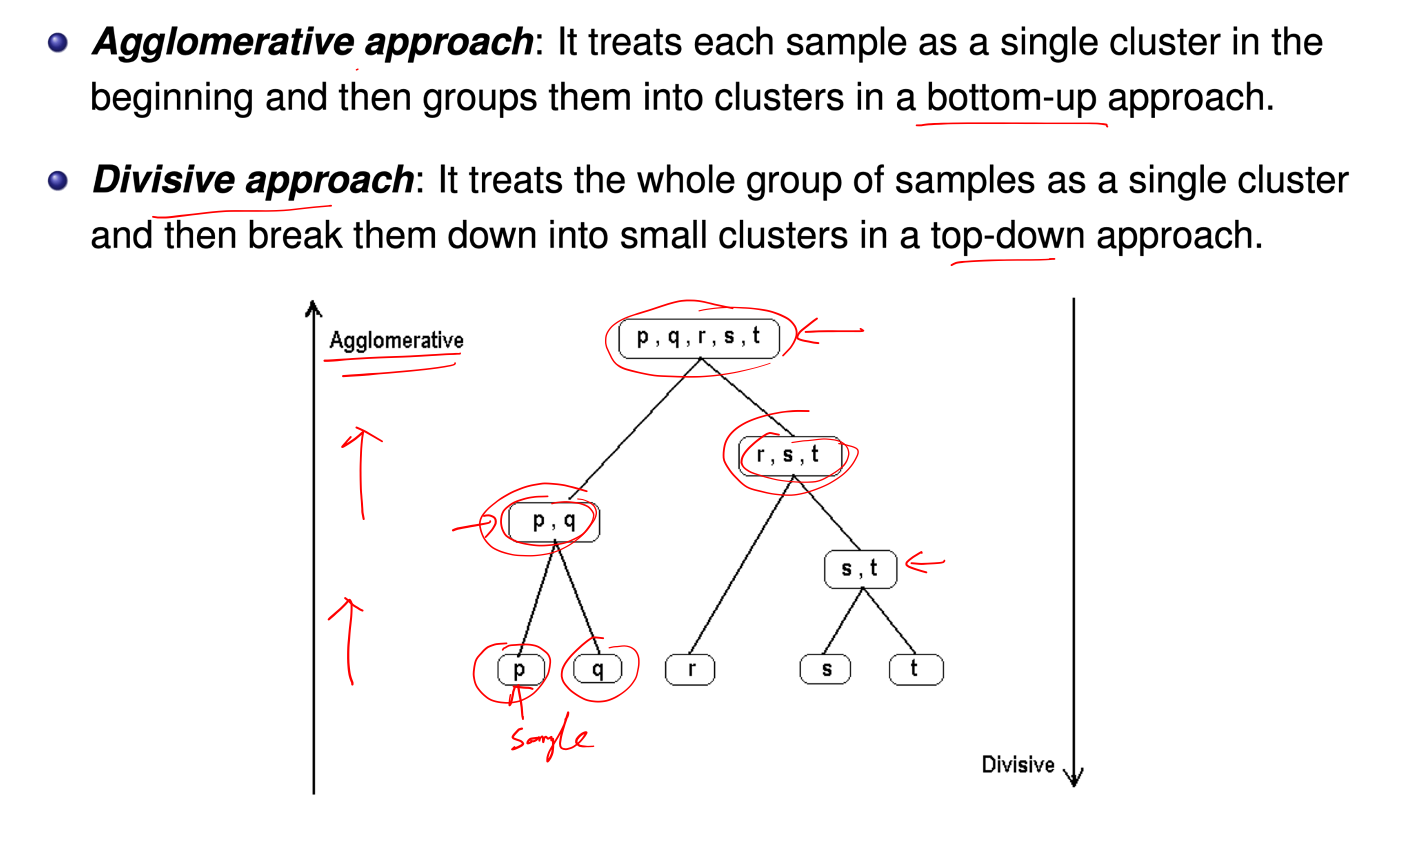 Agglomerative approach: It treats each sample as a single cluster in the
beginning and then groups them into clusters in a bottom-up approach.
Divisive approach: It treats the whole group of samples as a single cluster
and then break them down into small clusters in a top-down approach.
Agglomerative
p , q , r , s , t
r , s , t
p , q
s , t
p q r s t
sample
Divisive